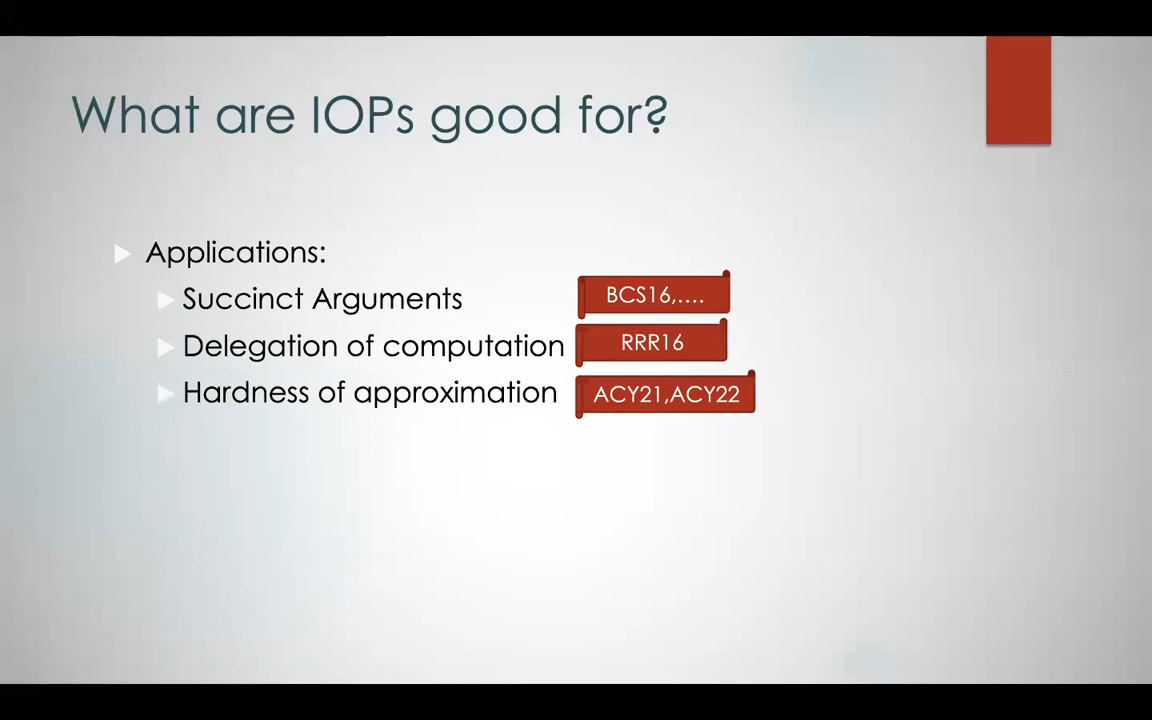 What are IOPs good for?
Applications:
Succinct Arguments BCS16,....
Delegation of computation RRR16
Hardness of approximation ACY21,ACY22